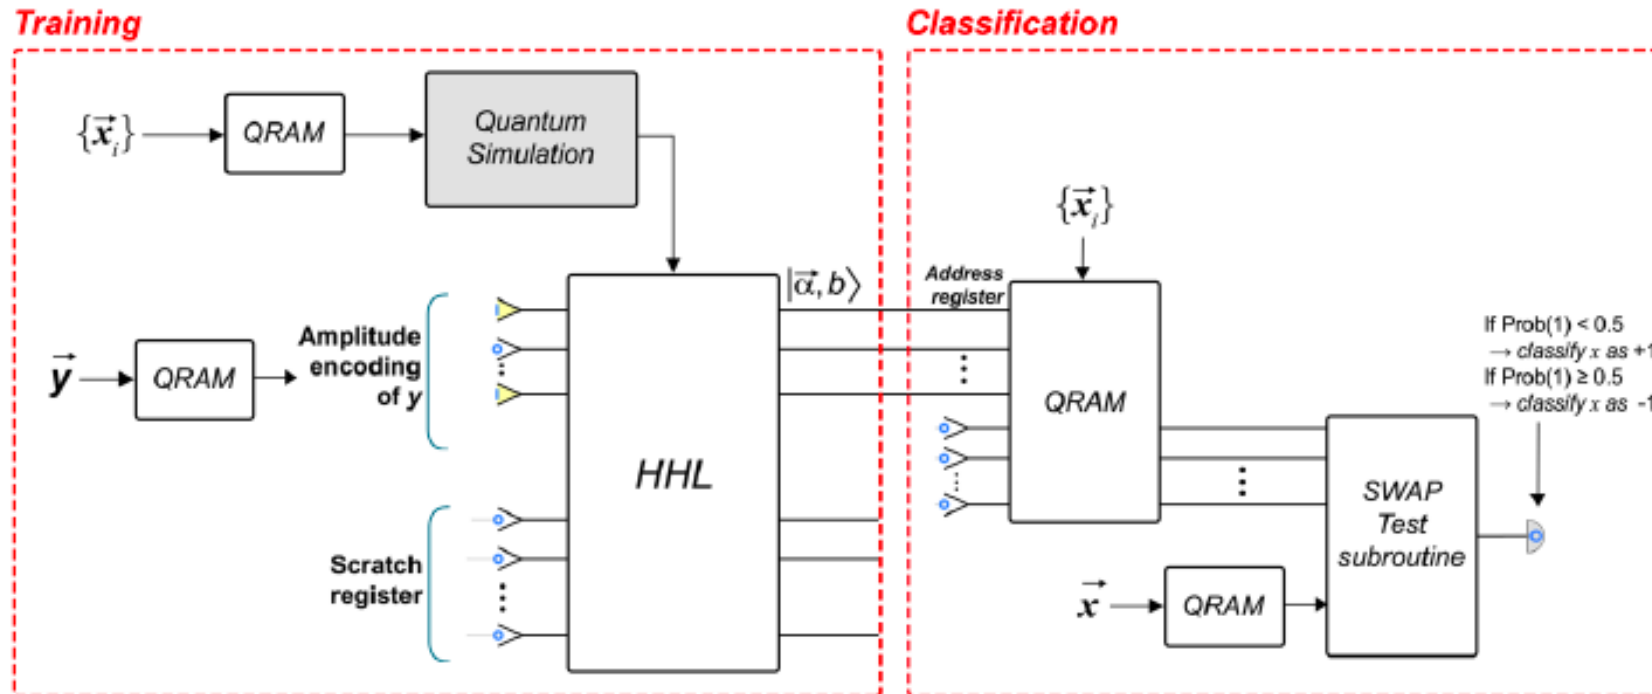 Training
Classification
{x⃗ᵢ}
QRAM
Quantum
Simulation
{x⃗ᵢ}
|α⃗, b⟩
Address
register
Amplitude
encoding
of y
y⃗
QRAM
HHL
QRAM
If Prob(1) < 0.5
→ classify x as +1
If Prob(1) ≥ 0.5
→ classify x as -1
SWAP
Test
subroutine
Scratch
register
x⃗
QRAM